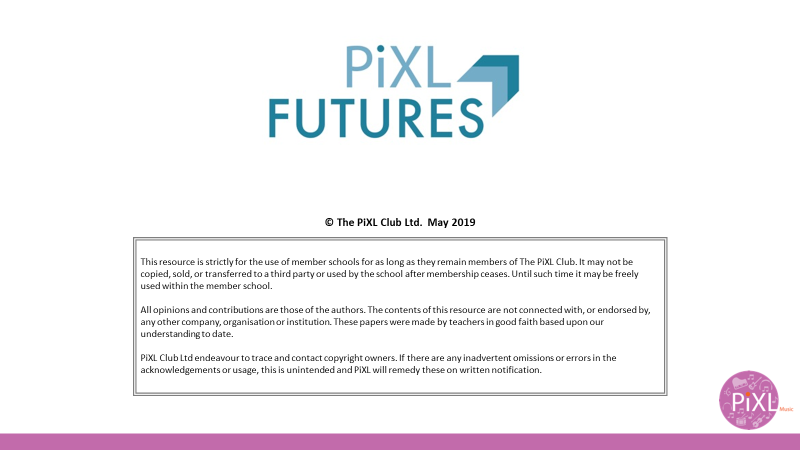 PiXL
FUTURES
© The PiXL Club Ltd. May 2019
This resource is strictly for the use of member schools for as long as they remain members of The PiXL Club. It may not be
copied, sold, or transferred to a third party or used by the school after membership ceases. Until such time it may be freely
used within the member school.
All opinions and contributions are those of the authors. The contents of this resource are not connected with, or endorsed by,
any other company, organisation or institution. These papers were made by teachers in good faith based upon our
understanding to date.
PiXL Club Ltd endeavour to trace and contact copyright owners. If there are any inadvertent omissions or errors in the
acknowledgements or usage, this is unintended and PiXL will remedy these on written notification.
PiXL Music